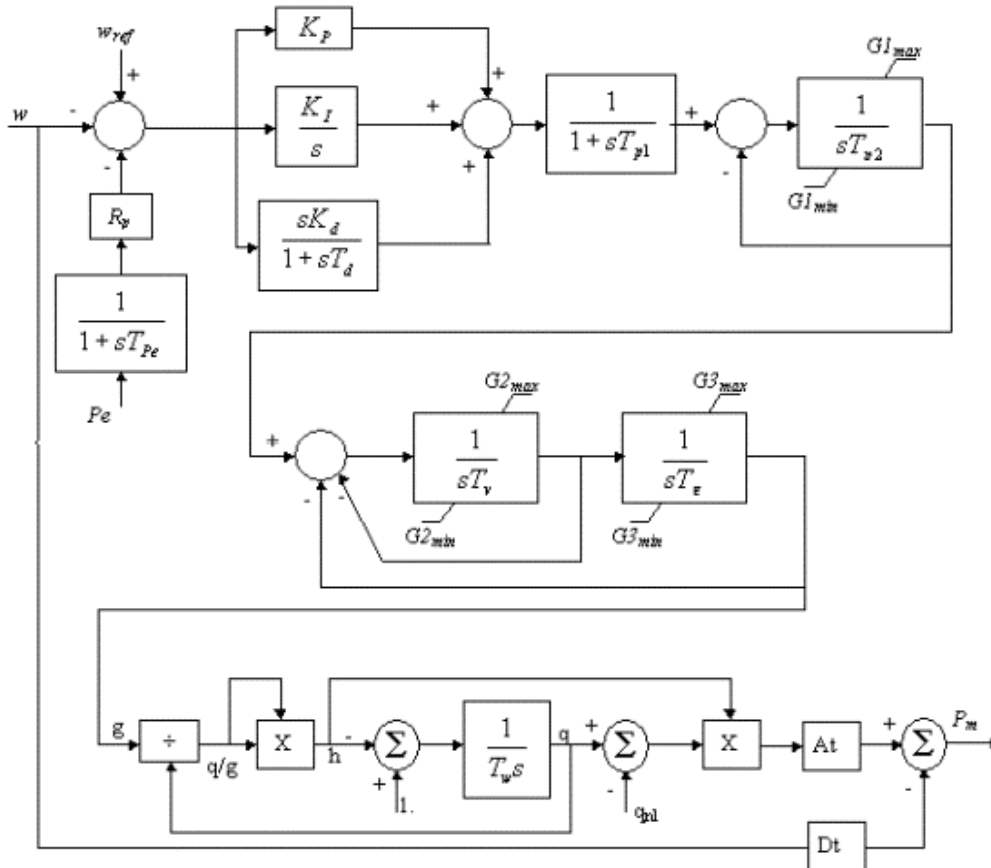 w_ref
K_P
G1_max
w
-
+
K_I
s
+
+
+
1
1 + sT_p1
+
-
1
sT_p2
G1_min
-
R_p
sK_d
1 + sT_d
1
1 + sT_Pe
Pe
G2_max
G3_max
+
-
-
1
sT_v
1
sT_g
G2_min
G3_min
g
÷
q/g
X
h
-
+
1.
Σ
1
T_w s
q
+
-
q_nl
Σ
X
At
+
-
Σ
P_m
Dt